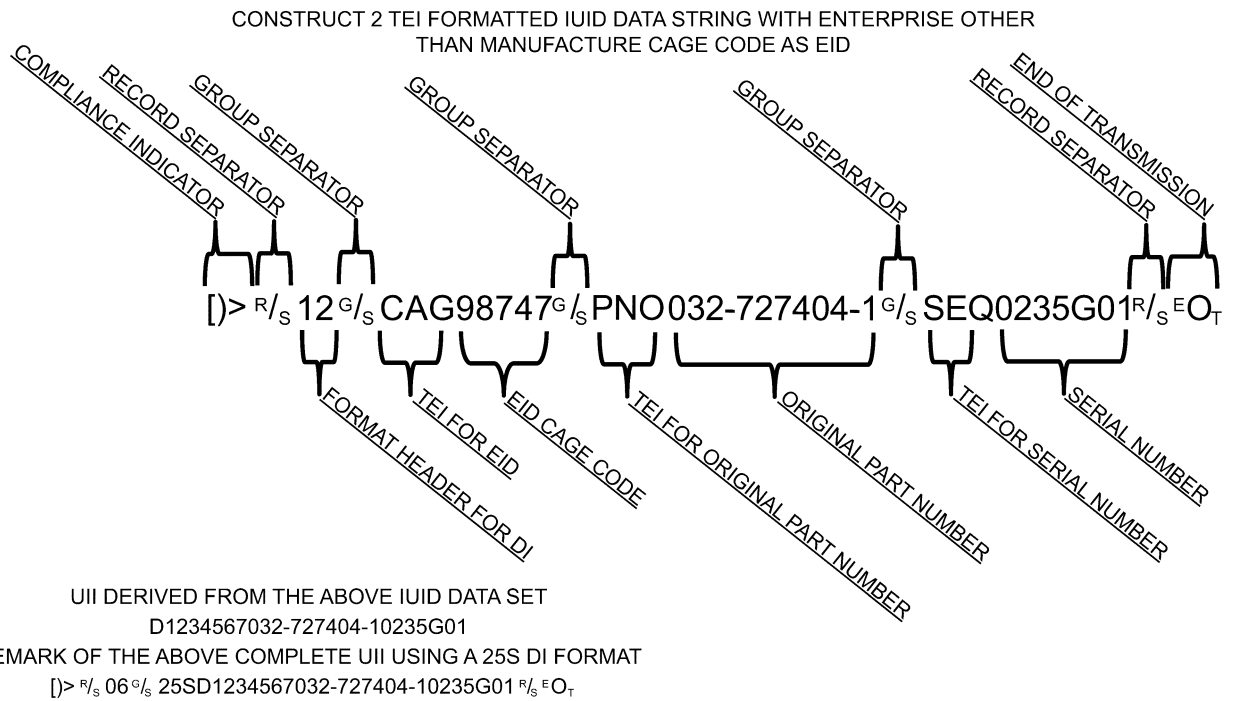 CONSTRUCT 2 TEI FORMATTED IUID DATA STRING WITH ENTERPRISE OTHER
THAN MANUFACTURE CAGE CODE AS EID
COMPLIANCE INDICATOR
RECORD SEPARATOR
GROUP SEPARATOR
GROUP SEPARATOR
GROUP SEPARATOR
RECORD SEPARATOR
END OF TRANSMISSION
[)> R/S 12 G/S CAG98747G/S PNO032-727404-1G/S SEQ0235G01R/S EOT
FORMAT HEADER FOR DI
TEI FOR EID
EID CAGE CODE
TEI FOR ORIGINAL PART NUMBER
ORIGINAL PART NUMBER
TEI FOR SERIAL NUMBER
SERIAL NUMBER
UII DERIVED FROM THE ABOVE IUID DATA SET
D1234567032-727404-10235G01
EMARK OF THE ABOVE COMPLETE UII USING A 25S DI FORMAT
[)> R/S 06 G/S 25SD1234567032-727404-10235G01 R/S EOT